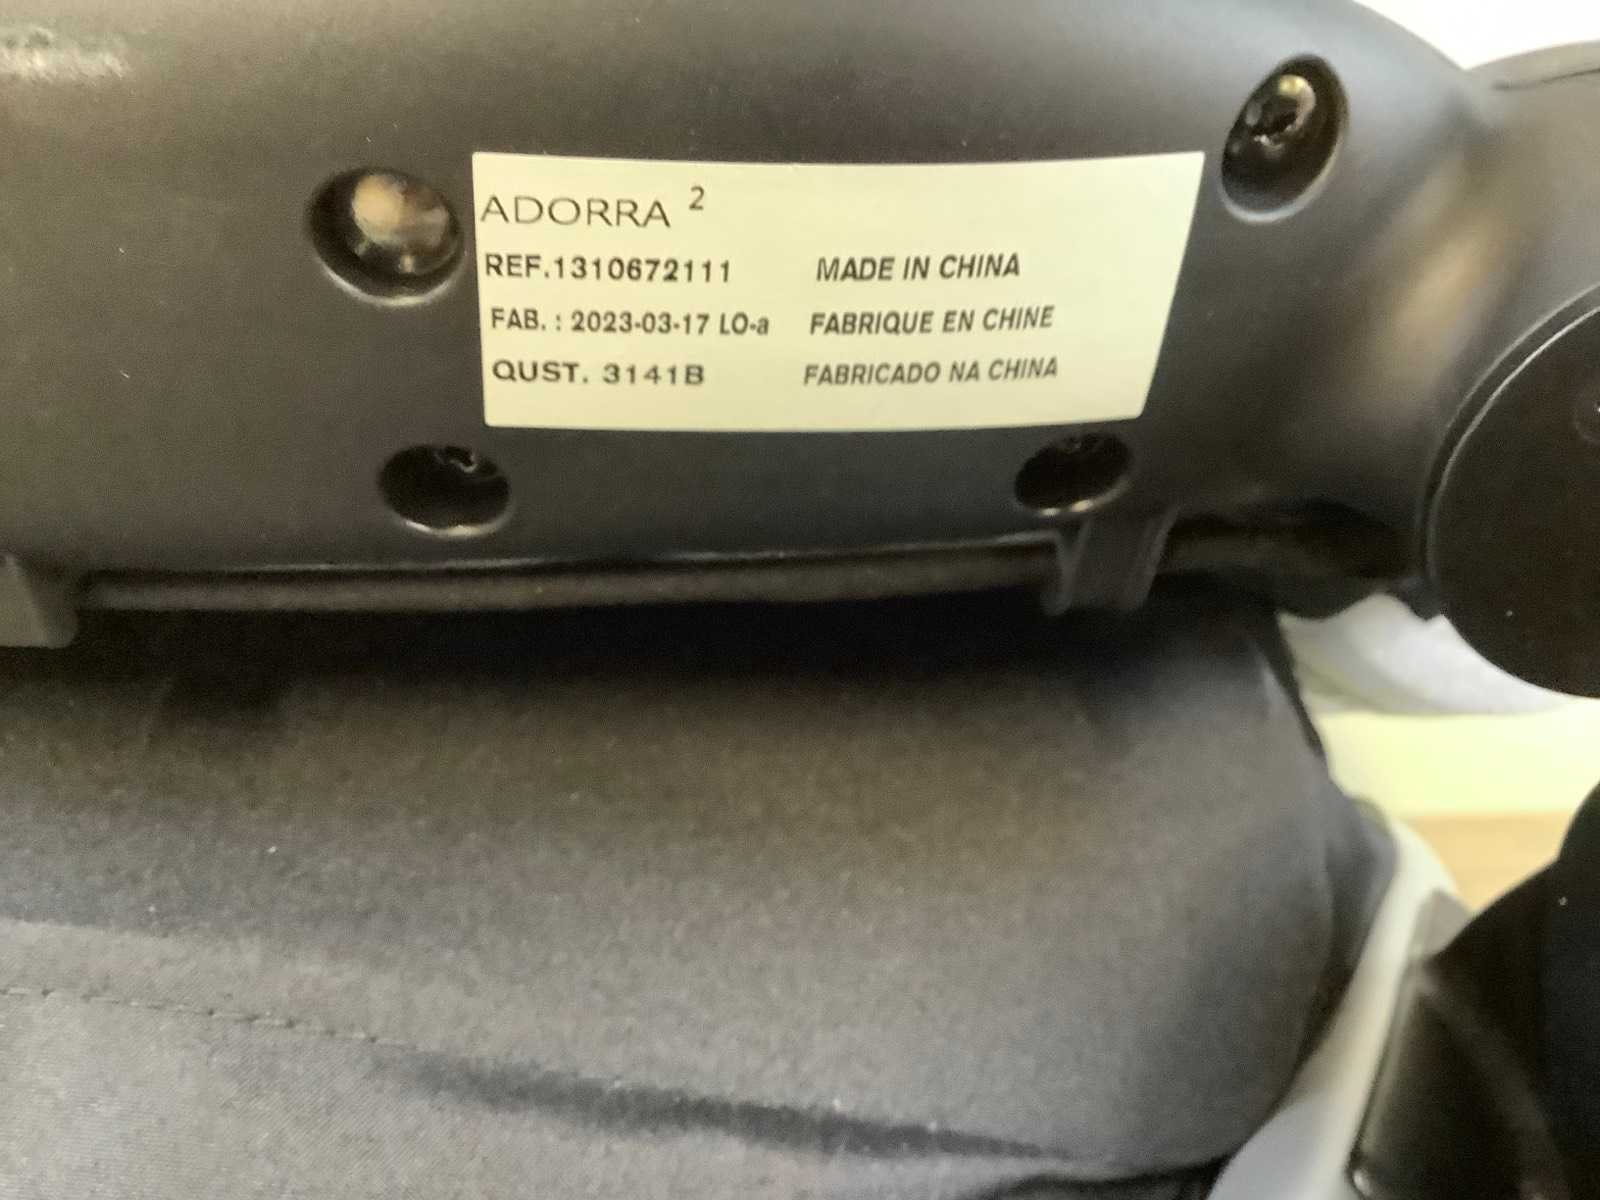 ADORRA 2
REF.1310672111 MADE IN CHINA
FAB. : 2023-03-17 LO-a FABRIQUE EN CHINE
QUST. 3141B FABRICADO NA CHINA